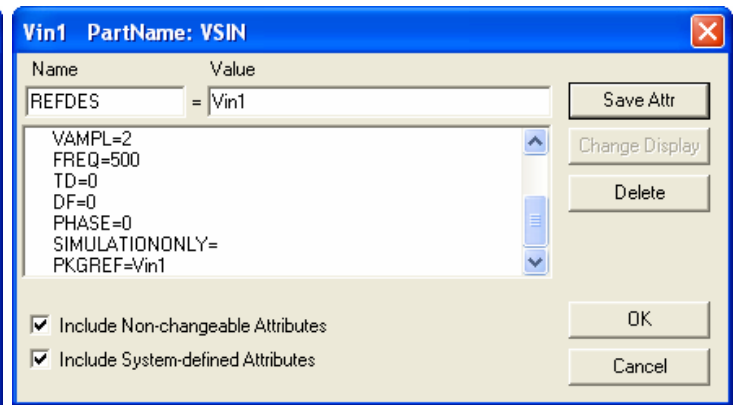 Vin1 PartName: VSIN
Name Value
REFDES = Vin1
Save Attr
VAMPL=2
FREQ=500
TD=0
DF=0
PHASE=0
SIMULATIONONLY=
PKGREF=Vin1
Change Display
Delete
Include Non-changeable Attributes
Include System-defined Attributes
OK
Cancel